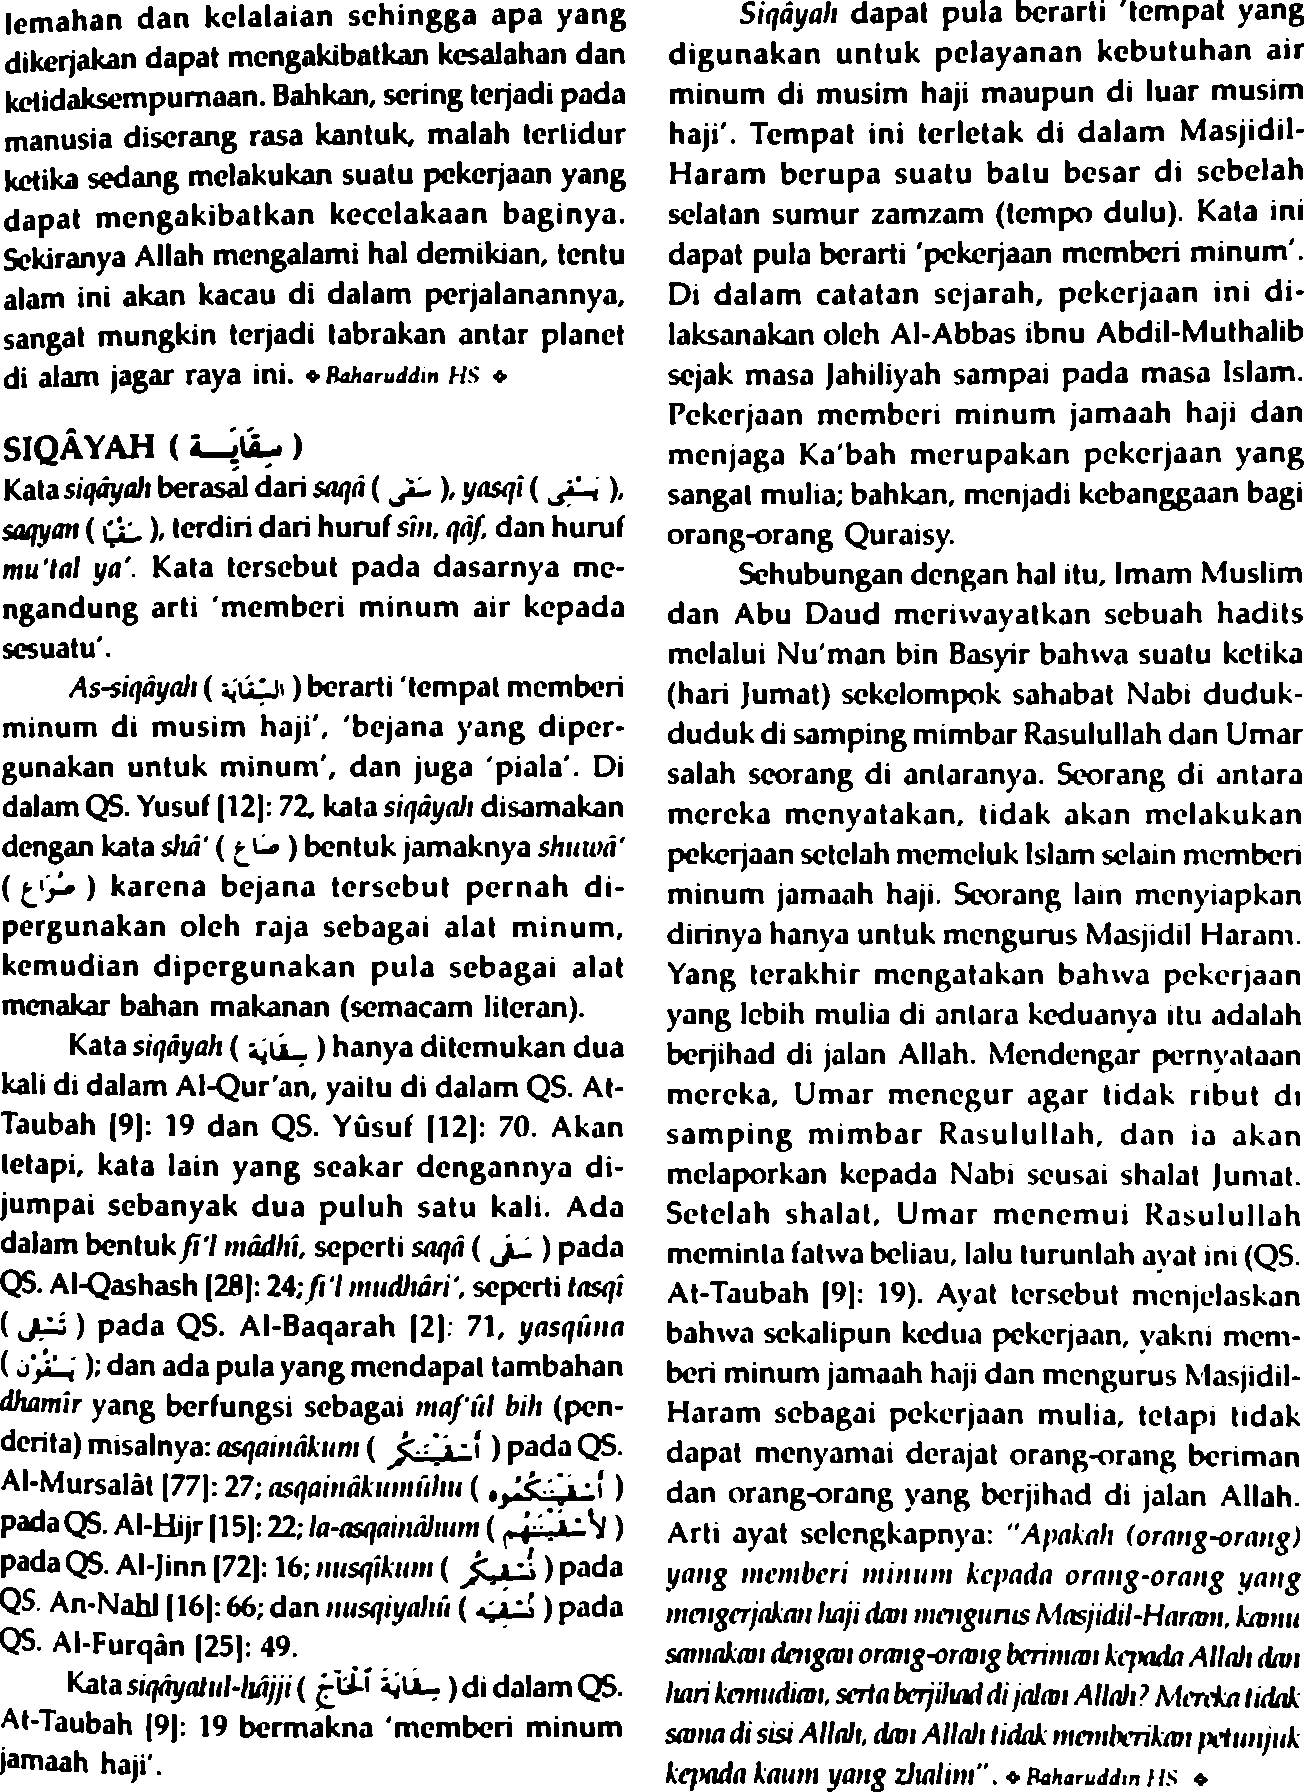 lemahan dan kelalaian sehingga apa yang
dikerjakan dapat mengakibatkan kesalahan dan
ketidaksempurnaan. Bahkan, sering terjadi pada
manusia diserang rasa kantuk, malah tertidur
ketika sedang melakukan suatu pekerjaan yang
dapat mengakibatkan kecelakaan baginya.
Sekiranya Allah mengalami hal demikian, tentu
alam ini akan kacau di dalam perjalanannya,
sangat mungkin terjadi tabrakan antar planet
di alam jagar raya ini. ❖ Baharuddin HS ❖
SIQÂYAH ( سِقَايَة )
Kata siqâyah berasal dari saqâ ( سَقَى ), yasqî ( يَسْقِي ),
saqyan ( سَقْيًا ), terdiri dari huruf sîn, qâf, dan huruf
mu'tal ya'. Kata tersebut pada dasarnya me-
ngandung arti 'memberi minum air kepada
sesuatu'.
As-siqâyah ( السِّقَايَة ) berarti 'tempat memberi
minum di musim haji', 'bejana yang diper-
gunakan untuk minum', dan juga 'piala'. Di
dalam QS. Yusuf [12]: 72, kata siqâyah disamakan
dengan kata shâ' ( صَاع ) bentuk jamaknya shuwâ'
( صُوَاع ) karena bejana tersebut pernah di-
pergunakan oleh raja sebagai alat minum,
kemudian dipergunakan pula sebagai alat
menakar bahan makanan (semacam literan).
Kata siqâyah ( سِقَايَة ) hanya ditemukan dua
kali di dalam Al-Qur'an, yaitu di dalam QS. At-
Taubah [9]: 19 dan QS. Yûsuf [12]: 70. Akan
tetapi, kata lain yang seakar dengannya di-
jumpai sebanyak dua puluh satu kali. Ada
dalam bentuk fi'l mâdhî, seperti saqâ ( سَقَى ) pada
QS. Al-Qashash [28]: 24; fi'l mudhâri', seperti tasqî
( تَسْقِي ) pada QS. Al-Baqarah [2]: 71, yasqûna
( يَسْقُوْنَ ); dan ada pula yang mendapat tambahan
dhamîr yang berfungsi sebagai maf'ûl bih (pen-
derita) misalnya: asqainâkum ( أَسْقَيْنَكُمْ ) pada QS.
Al-Mursalât [77]: 27; asqainâkumûhu ( أَسْقَيْنَكُمُوه )
pada QS. Al-Hijr [15]: 22; la-asqainâhum ( لأَسْقَيْنَهُم )
pada QS. Al-Jinn [72]: 16; nusqîkum ( نُسْقِيكُمْ ) pada
QS. An-Nahl [16]: 66; dan nusqiyahû ( نُسْقِيَهُ ) pada
QS. Al-Furqân [25]: 49.
Kata siqâyatul-hâjji ( سِقَايَةَ ٱلْحَآجِّ ) di dalam QS.
At-Taubah [9]: 19 bermakna 'memberi minum
jamaah haji'.
Siqâyah dapat pula berarti 'tempat yang
digunakan untuk pelayanan kebutuhan air
minum di musim haji maupun di luar musim
haji'. Tempat ini terletak di dalam Masjidil-
Haram berupa suatu batu besar di sebelah
selatan sumur zamzam (tempo dulu). Kata ini
dapat pula berarti 'pekerjaan memberi minum'.
Di dalam catatan sejarah, pekerjaan ini di-
laksanakan oleh Al-Abbas ibnu Abdil-Muthalib
sejak masa Jahiliyah sampai pada masa Islam.
Pekerjaan memberi minum jamaah haji dan
menjaga Ka'bah merupakan pekerjaan yang
sangat mulia; bahkan, menjadi kebanggaan bagi
orang-orang Quraisy.
Sehubungan dengan hal itu, Imam Muslim
dan Abu Daud meriwayatkan sebuah hadits
melalui Nu'man bin Basyir bahwa suatu ketika
(hari Jumat) sekelompok sahabat Nabi duduk-
duduk di samping mimbar Rasulullah dan Umar
salah seorang di antaranya. Seorang di antara
mereka menyatakan, tidak akan melakukan
pekerjaan setelah memeluk Islam selain memberi
minum jamaah haji. Seorang lain menyiapkan
dirinya hanya untuk mengurus Masjidil Haram.
Yang terakhir mengatakan bahwa pekerjaan
yang lebih mulia di antara keduanya itu adalah
berjihad di jalan Allah. Mendengar pernyataan
mereka, Umar menegur agar tidak ribut di
samping mimbar Rasulullah, dan ia akan
melaporkan kepada Nabi seusai shalat Jumat.
Setelah shalat, Umar menemui Rasulullah
meminta fatwa beliau, lalu turunlah ayat ini (QS.
At-Taubah [9]: 19). Ayat tersebut menjelaskan
bahwa sekalipun kedua pekerjaan, yakni mem-
beri minum jamaah haji dan mengurus Masjidil-
Haram sebagai pekerjaan mulia, tetapi tidak
dapat menyamai derajat orang-orang beriman
dan orang-orang yang berjihad di jalan Allah.
Arti ayat selengkapnya: "Apakah (orang-orang)
yang memberi minum kepada orang-orang yang
mengerjakan haji dan mengurus Masjidil-Haram, kamu
samakan dengan orang-orang beriman kepada Allah dan
hari kemudian, serta berjihad di jalan Allah? Mereka tidak
sama di sisi Allah, dan Allah tidak memberikan petunjuk
kepada kaum yang zhalim". ❖ Baharuddin HS ❖